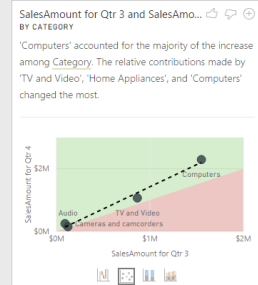 SalesAmount for Qtr 3 and SalesAmo...
BY CATEGORY
'Computers' accounted for the majority of the increase
among Category. The relative contributions made by
'TV and Video', 'Home Appliances', and 'Computers'
changed the most.
SalesAmount for Qtr 4
$2M
$0M
Computers
Audio
TV and Video
Cameras and camcorders
$0M
$1M
$2M
SalesAmount for Qtr 3